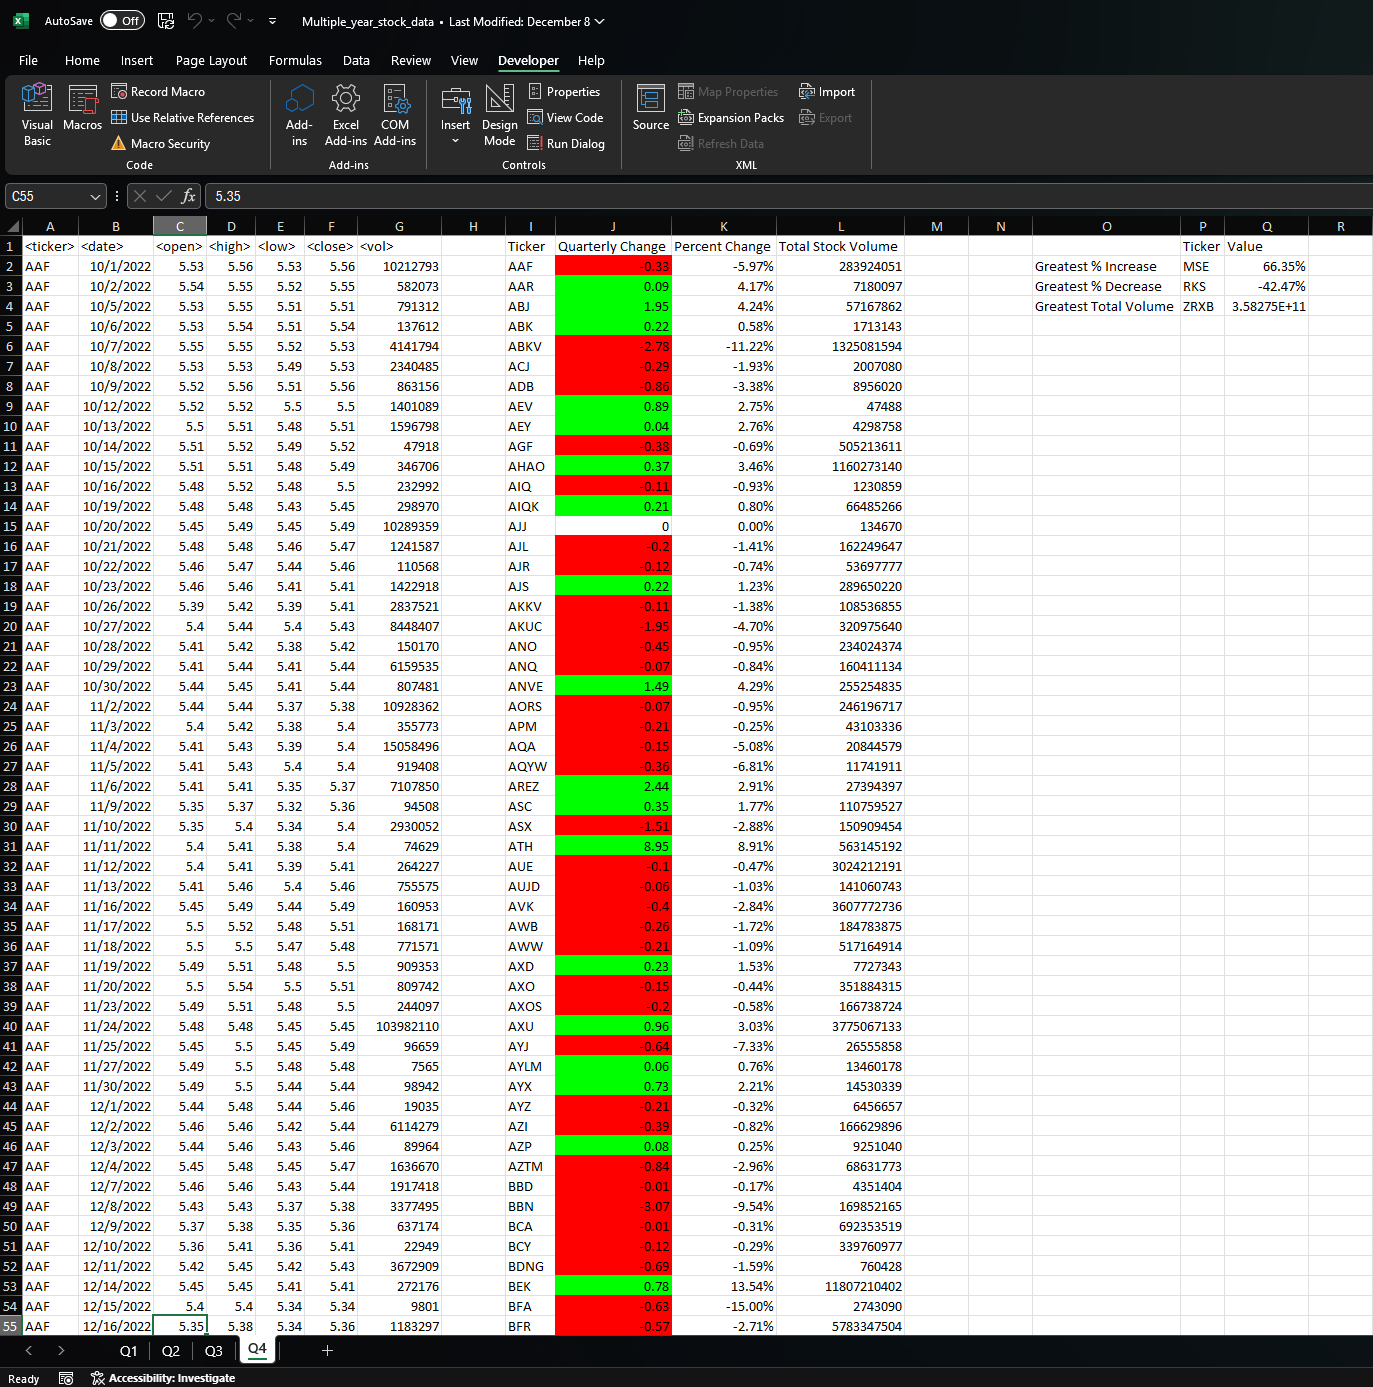 AutoSave Off Multiple_year_stock_data • Last Modified: December 8
File Home Insert Page Layout Formulas Data Review View Developer Help
Visual Basic Macros Record Macro Use Relative References Macro Security Code
Add-ins Excel Add-ins COM Add-ins Add-ins
Insert Design Mode Properties View Code Run Dialog Controls
Source Map Properties Expansion Packs Refresh Data Import Export XML
C55 fx 5.35
A B C D E F G H I J K L M N O P Q R
1 <ticker> <date> <open> <high> <low> <close> <vol> Ticker Quarterly Change Percent Change Total Stock Volume Ticker Value
2 AAF 10/1/2022 5.53 5.56 5.53 5.56 10212793 AAF -0.33 -5.97% 283924051 Greatest % Increase MSE 66.35%
3 AAF 10/2/2022 5.54 5.55 5.52 5.55 582073 AAR 0.09 4.17% 7180097 Greatest % Decrease RKS -42.47%
4 AAF 10/5/2022 5.53 5.55 5.51 5.51 791312 ABJ 1.95 4.24% 57167862 Greatest Total Volume ZRXB 3.58275E+11
5 AAF 10/6/2022 5.53 5.54 5.51 5.54 137612 ABK 0.22 0.58% 1713143
6 AAF 10/7/2022 5.55 5.55 5.52 5.53 4141794 ABKV -2.78 -11.22% 1325081594
7 AAF 10/8/2022 5.53 5.53 5.49 5.53 2340485 ACJ -0.29 -1.93% 2007080
8 AAF 10/9/2022 5.52 5.56 5.51 5.56 863156 ADB -0.86 -3.38% 8956020
9 AAF 10/12/2022 5.52 5.52 5.5 5.5 1401089 AEV 0.89 2.75% 47488
10 AAF 10/13/2022 5.5 5.51 5.48 5.51 1596798 AEY 0.04 2.76% 4298758
11 AAF 10/14/2022 5.51 5.52 5.49 5.52 47918 AGF -0.38 -0.69% 505213611
12 AAF 10/15/2022 5.51 5.51 5.48 5.49 346706 AHAO 0.37 3.46% 1160273140
13 AAF 10/16/2022 5.48 5.52 5.48 5.5 232992 AIQ -0.11 -0.93% 1230859
14 AAF 10/19/2022 5.48 5.48 5.43 5.45 298970 AIQK 0.21 0.80% 66485266
15 AAF 10/20/2022 5.45 5.49 5.45 5.49 10289359 AJJ 0 0.00% 134670
16 AAF 10/21/2022 5.48 5.48 5.46 5.47 1241587 AJL -0.2 -1.41% 162249647
17 AAF 10/22/2022 5.46 5.47 5.44 5.46 110568 AJR -0.12 -0.74% 53697777
18 AAF 10/23/2022 5.46 5.46 5.41 5.41 1422918 AJS 0.22 1.23% 289650220
19 AAF 10/26/2022 5.39 5.42 5.39 5.41 2837521 AKKV -0.11 -1.38% 108536855
20 AAF 10/27/2022 5.4 5.44 5.4 5.43 8448407 AKUC -1.95 -4.70% 320975640
21 AAF 10/28/2022 5.41 5.42 5.38 5.42 150170 ANO -0.45 -0.95% 234024374
22 AAF 10/29/2022 5.41 5.44 5.41 5.44 6159535 ANQ -0.07 -0.84% 160411134
23 AAF 10/30/2022 5.44 5.45 5.41 5.44 807481 ANVE 1.49 4.29% 255254835
24 AAF 11/2/2022 5.44 5.44 5.37 5.38 10928362 AORS -0.07 -0.95% 246196717
25 AAF 11/3/2022 5.4 5.42 5.38 5.4 355773 APM -0.21 -0.25% 43103336
26 AAF 11/4/2022 5.41 5.43 5.39 5.4 15058496 AQA -0.15 -5.08% 20844579
27 AAF 11/5/2022 5.41 5.43 5.4 5.4 919408 AQYW -0.36 -6.81% 11741911
28 AAF 11/6/2022 5.41 5.41 5.35 5.37 7107850 AREZ 2.44 2.91% 27394397
29 AAF 11/9/2022 5.35 5.37 5.32 5.36 94508 ASC 0.35 1.77% 110759527
30 AAF 11/10/2022 5.35 5.4 5.34 5.4 2930052 ASX -1.51 -2.88% 150909454
31 AAF 11/11/2022 5.4 5.41 5.38 5.4 74629 ATH 8.95 8.91% 563145192
32 AAF 11/12/2022 5.4 5.41 5.39 5.41 264227 AUE -0.1 -0.47% 3024212191
33 AAF 11/13/2022 5.41 5.46 5.4 5.46 755575 AUJD -0.06 -1.03% 141060743
34 AAF 11/16/2022 5.45 5.49 5.44 5.49 160953 AVK -0.4 -2.84% 3607772736
35 AAF 11/17/2022 5.5 5.52 5.48 5.51 168171 AWB -0.26 -1.72% 184783875
36 AAF 11/18/2022 5.5 5.5 5.47 5.48 771571 AWW -0.21 -1.09% 517164914
37 AAF 11/19/2022 5.49 5.51 5.48 5.5 909353 AXD 0.23 1.53% 7727343
38 AAF 11/20/2022 5.5 5.54 5.5 5.51 809742 AXO -0.15 -0.44% 351884315
39 AAF 11/23/2022 5.49 5.51 5.48 5.5 244097 AXOS -0.2 -0.58% 166738724
40 AAF 11/24/2022 5.48 5.48 5.45 5.45 103982110 AXU 0.96 3.03% 3775067133
41 AAF 11/25/2022 5.45 5.5 5.45 5.49 96659 AYJ -0.64 -7.33% 26555858
42 AAF 11/27/2022 5.49 5.5 5.48 5.48 7565 AYLM 0.06 0.76% 13460178
43 AAF 11/30/2022 5.49 5.5 5.44 5.44 98942 AYX 0.73 2.21% 14530339
44 AAF 12/1/2022 5.44 5.48 5.44 5.46 19035 AYZ -0.21 -0.32% 6456657
45 AAF 12/2/2022 5.46 5.46 5.42 5.44 6114279 AZI -0.39 -0.82% 166629896
46 AAF 12/3/2022 5.44 5.46 5.43 5.46 89964 AZP 0.08 0.25% 9251040
47 AAF 12/4/2022 5.45 5.48 5.45 5.47 1636670 AZTM -0.84 -2.96% 68631773
48 AAF 12/7/2022 5.46 5.46 5.43 5.44 1917418 BBD -0.01 -0.17% 4351404
49 AAF 12/8/2022 5.43 5.43 5.37 5.38 3377495 BBN -3.07 -9.54% 169852165
50 AAF 12/9/2022 5.37 5.38 5.35 5.36 637174 BCA -0.01 -0.31% 692353519
51 AAF 12/10/2022 5.36 5.41 5.36 5.41 22949 BCY -0.12 -0.29% 339760977
52 AAF 12/11/2022 5.42 5.45 5.42 5.43 3672909 BDNG -0.69 -1.59% 760428
53 AAF 12/14/2022 5.45 5.45 5.41 5.41 272176 BEK 0.78 13.54% 11807210402
54 AAF 12/15/2022 5.4 5.4 5.34 5.34 9801 BFA -0.63 -15.00% 2743090
55 AAF 12/16/2022 5.35 5.38 5.34 5.36 1183297 BFR -0.57 -2.71% 5783347504
Q1 Q2 Q3 Q4 +
Ready Accessibility: Investigate